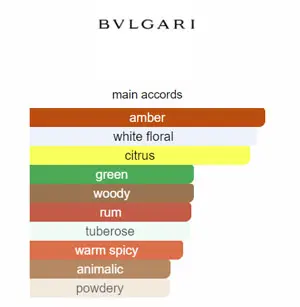 BVLGARI
main accords
amber
white floral
citrus
green
woody
rum
tuberose
warm spicy
animalic
powdery